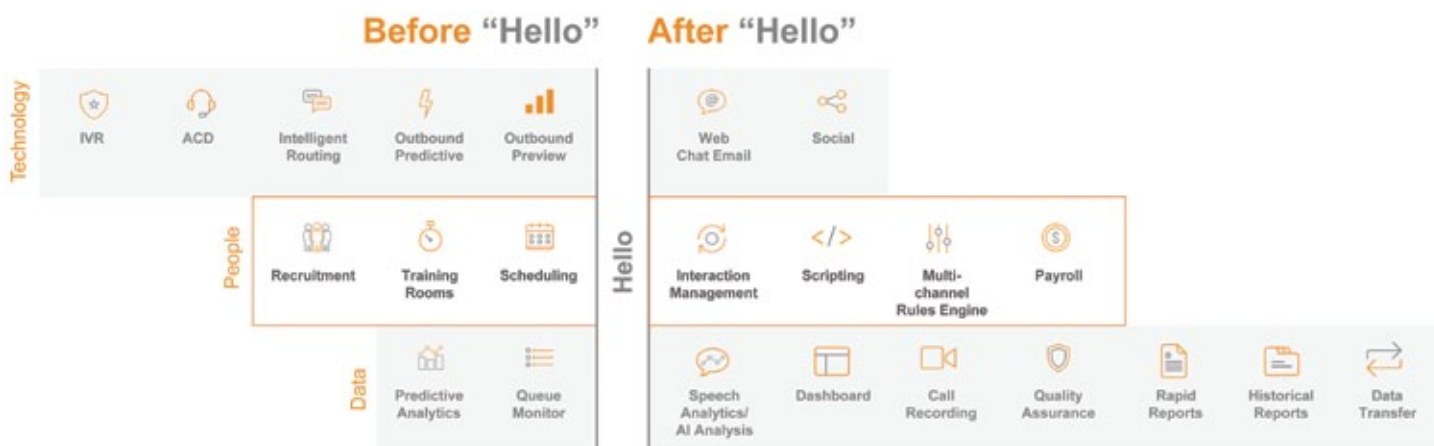 Before “Hello”
After “Hello”
Technology
IVR
ACD
Intelligent
Routing
Outbound
Predictive
Outbound
Preview
Web
Chat Email
Social
People
Recruitment
Training
Rooms
Scheduling
Hello
Interaction
Management
Scripting
Multi-
channel
Rules Engine
Payroll
Data
Predictive
Analytics
Queue
Monitor
Speech
Analytics/
AI Analysis
Dashboard
Call
Recording
Quality
Assurance
Rapid
Reports
Historical
Reports
Data
Transfer